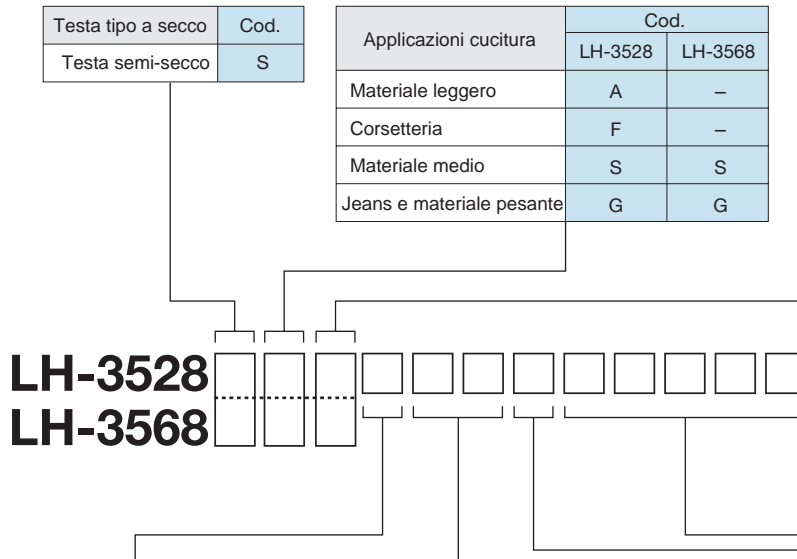 Testa tipo a secco Cod.
Testa semi-secco S
Applicazioni cucitura Cod.
LH-3528 LH-3568
Materiale leggero A –
Corsetteria F –
Materiale medio S S
Jeans e materiale pesante G G
LH-3528
LH-3568